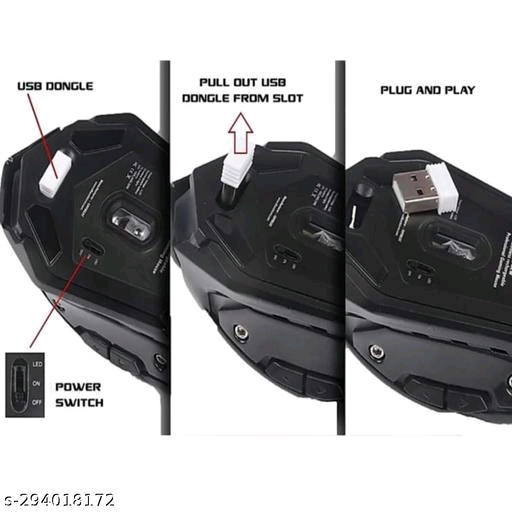 USB DONGLE
PULL OUT USB
DONGLE FROM SLOT
PLUG AND PLAY
LED
ON
OFF
POWER
SWITCH
s-294018172